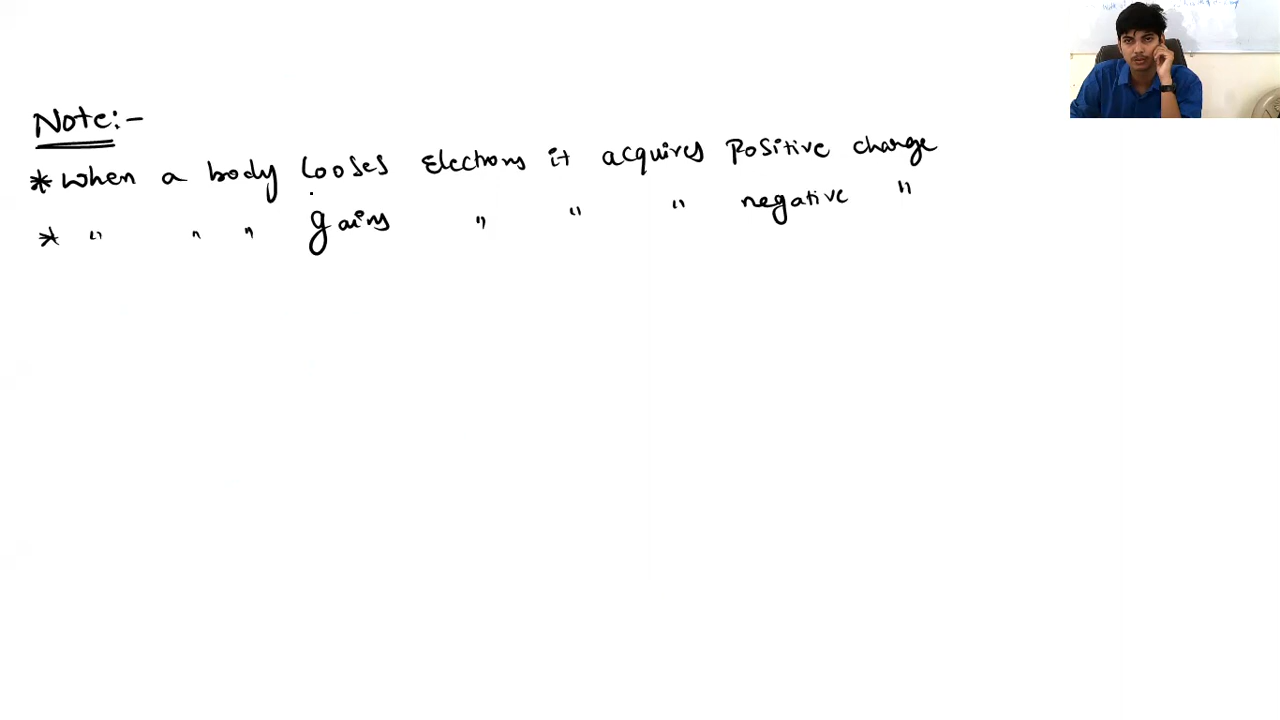 Note:-
* When a body looses Electrons it acquires Positive charge
* " " " gains " " " negative "